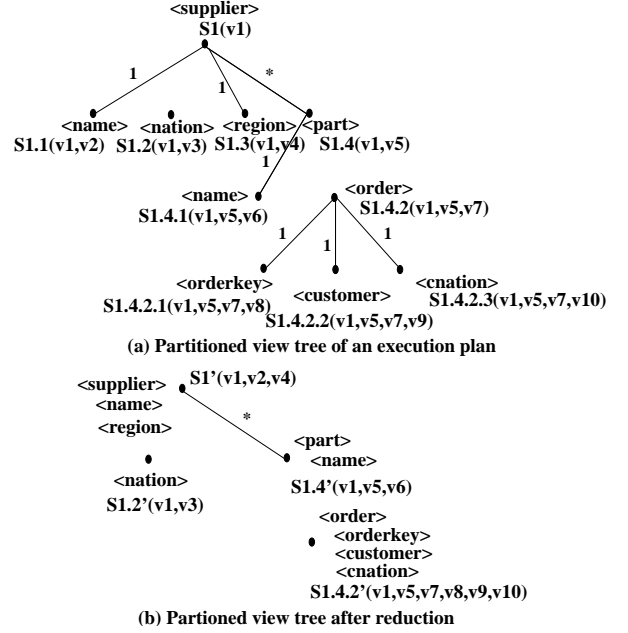 <supplier>
S1(v1)
1
1
*
<name>
<nation>
<region>
<part>
S1.1(v1,v2)
S1.2(v1,v3)
S1.3(v1,v4)
S1.4(v1,v5)
1
<name>
S1.4.1(v1,v5,v6)
<order>
S1.4.2(v1,v5,v7)
1
1
1
<orderkey>
<customer>
<cnation>
S1.4.2.1(v1,v5,v7,v8)
S1.4.2.2(v1,v5,v7,v9)
S1.4.2.3(v1,v5,v7,v10)
(a) Partitioned view tree of an execution plan
<supplier>
S1'(v1,v2,v4)
<name>
<region>
*
<part>
<name>
<nation>
S1.2'(v1,v3)
S1.4'(v1,v5,v6)
<order>
<orderkey>
<customer>
<cnation>
S1.4.2'(v1,v5,v7,v8,v9,v10)
(b) Partioned view tree after reduction